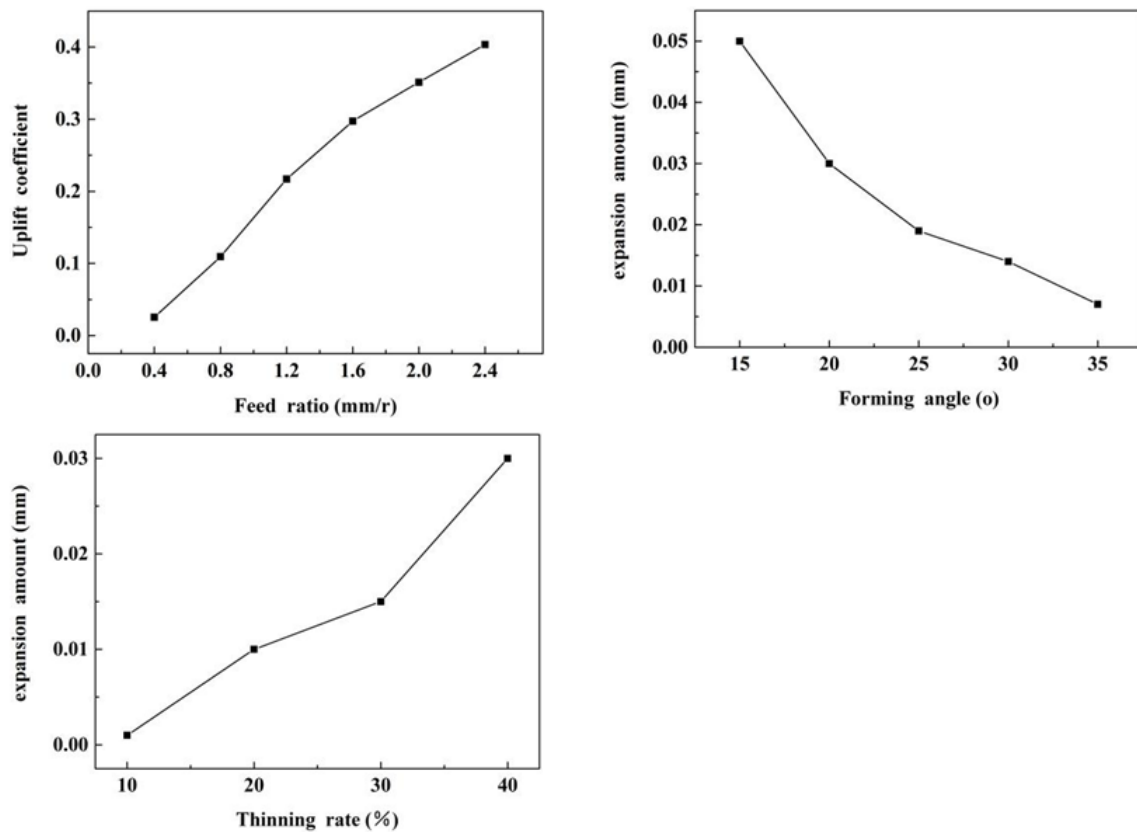 Uplift coefficient
0.4
0.3
0.2
0.1
0.0
0.0 0.4 0.8 1.2 1.6 2.0 2.4
Feed ratio (mm/r)
expansion amount (mm)
0.05
0.04
0.03
0.02
0.01
0.00
15 20 25 30 35
Forming angle (o)
expansion amount (mm)
0.03
0.02
0.01
0.00
10 20 30 40
Thinning rate (%)